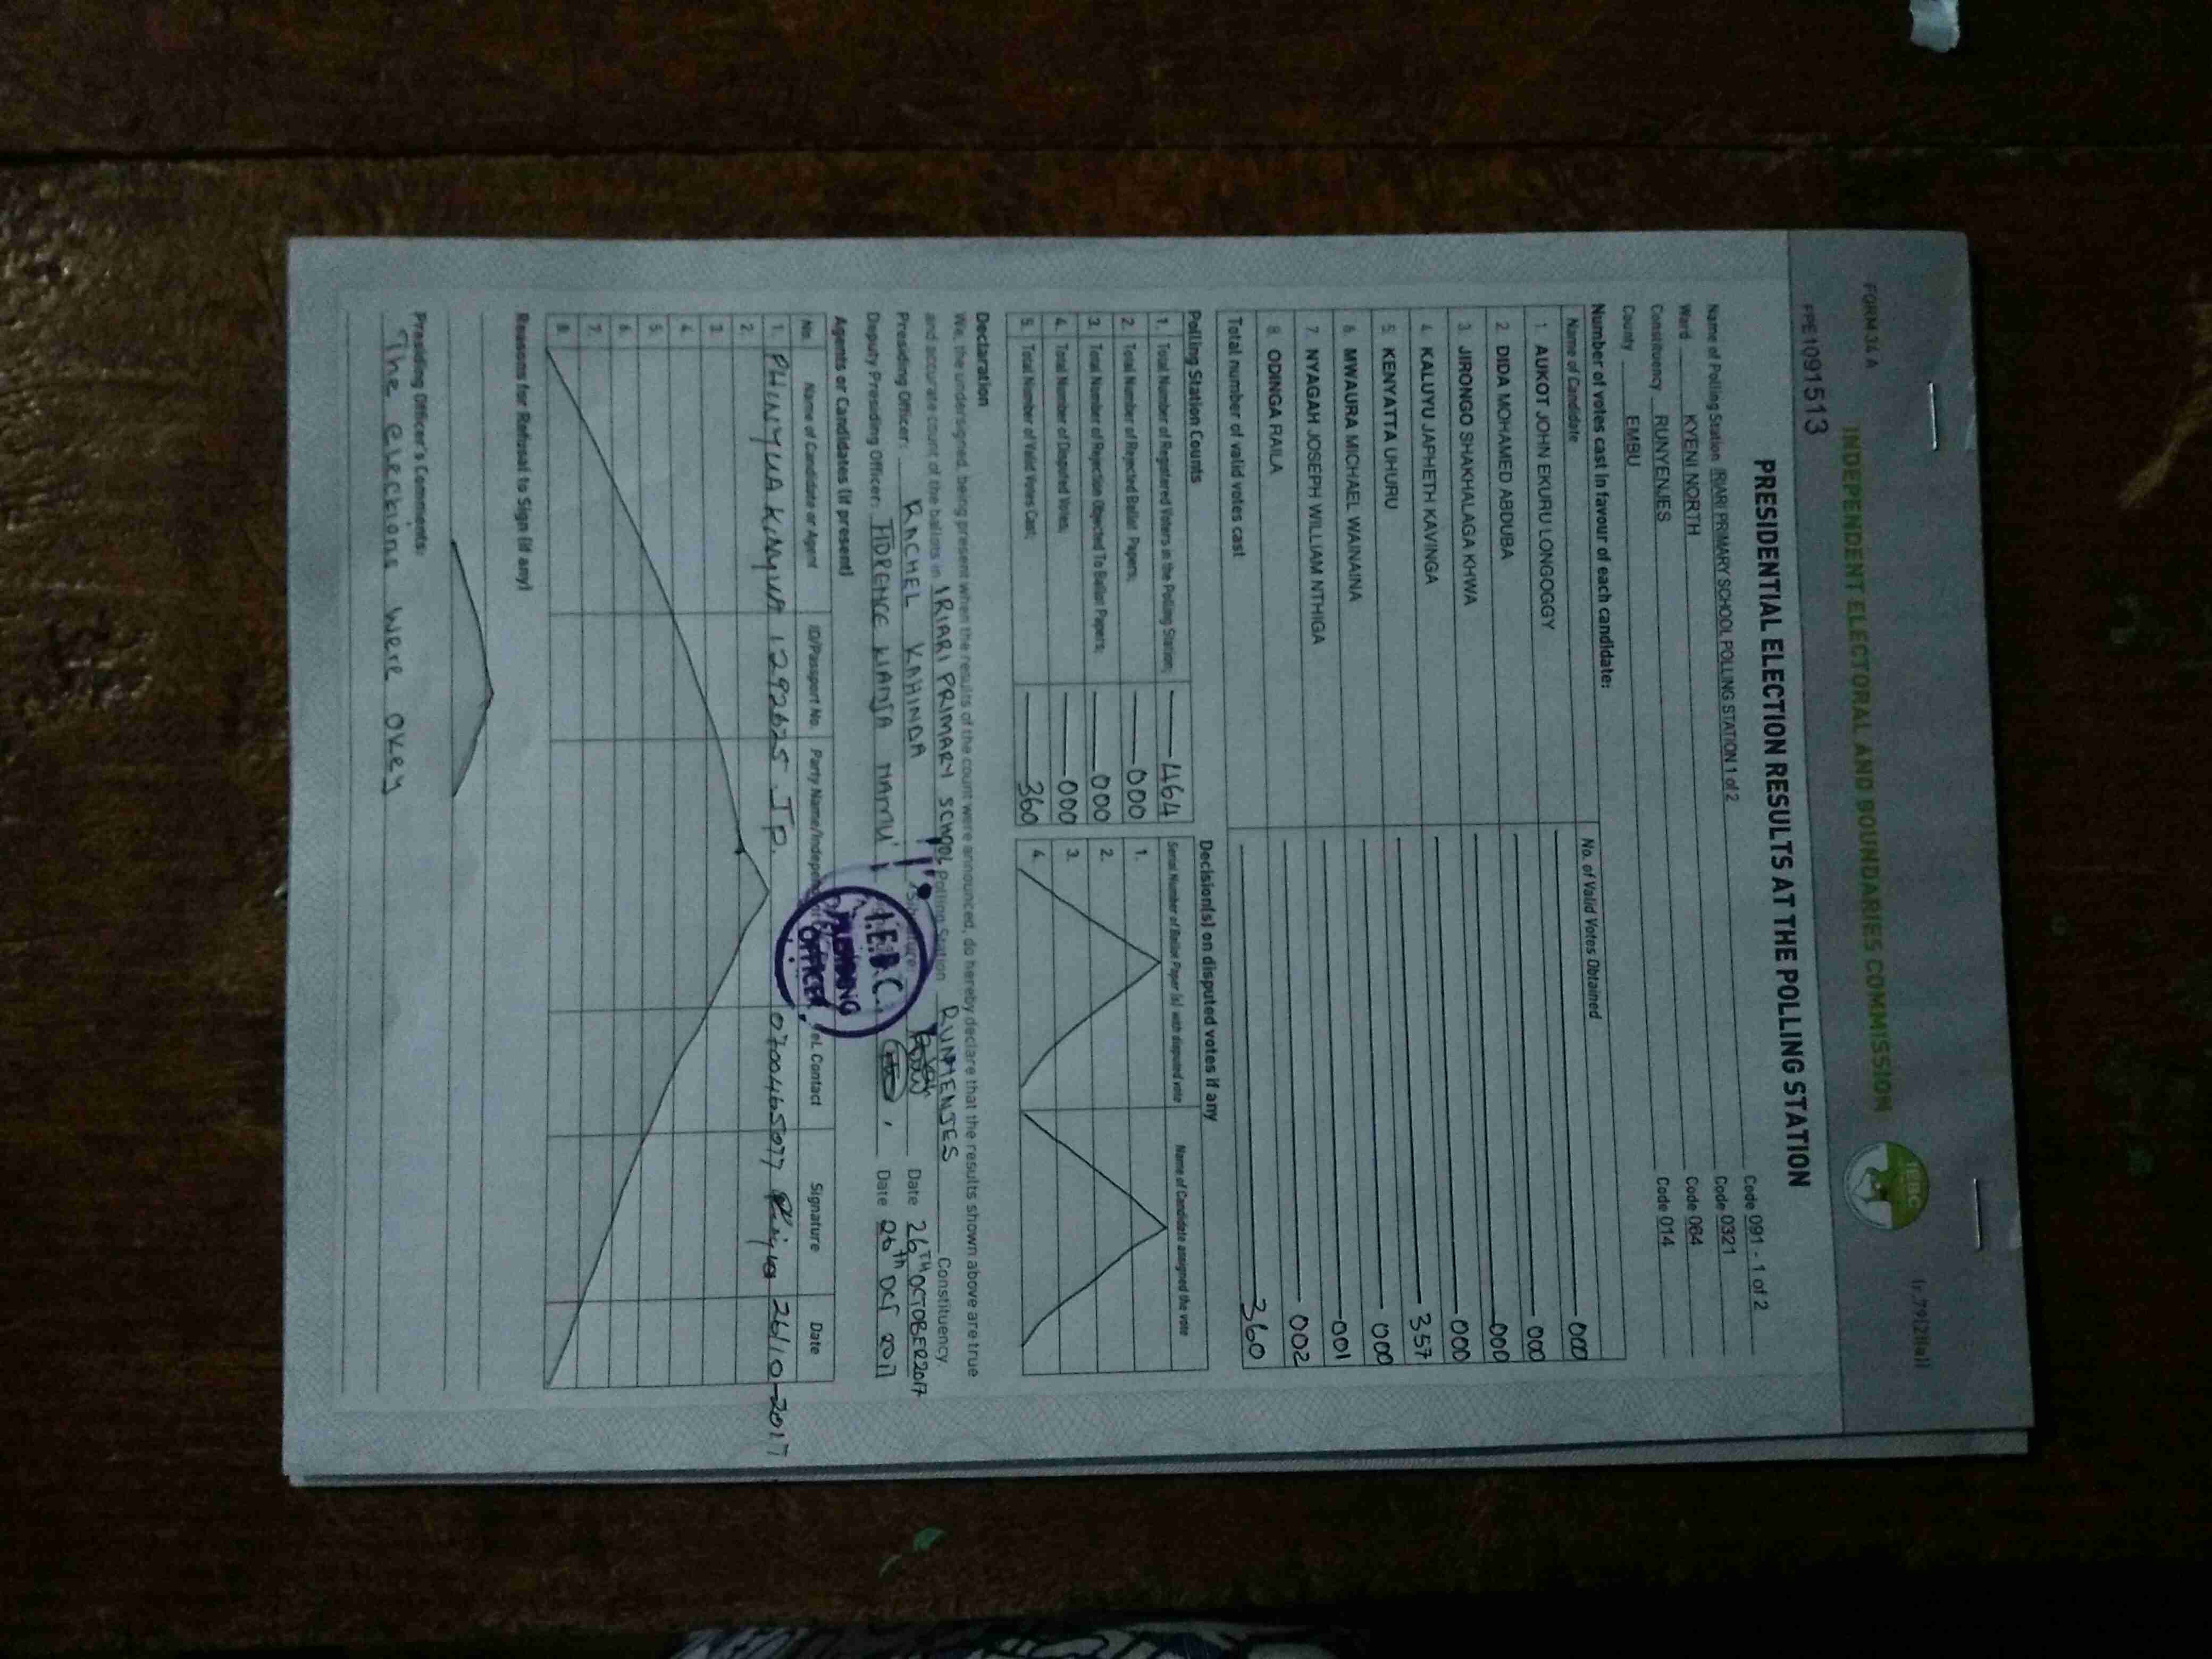 1(r.79(2)(a))
FORM 34 A
INDEPENDENT ELECTORAL AND BOUNDARIES COMMISSION
IEBC
PRE1091513
PRESIDENTIAL ELECTION RESULTS AT THE POLLING STATION
Name of Polling Station IRIARI PRIMARY SCHOOL POLLING STATION 1 of 2 Code 091 - 1 of 2
Ward KYENI NORTH Code 0321
Constituency RUNYENJES Code 064
County EMBU Code 014
Number of votes cast in favour of each candidate:
Name of Candidate No. of Valid Votes Obtained
1. AUKOT JOHN EKURU LONGOGGY 000
2. DIDA MOHAMED ABDUBA 000
3. JIRONGO SHAKHALAGA KHWA 000
4. KALUYU JAPHETH KAVINGA 000
5. KENYATTA UHURU 357
6. MWAURA MICHAEL WAINAINA 000
7. NYAGAH JOSEPH WILLIAM NTHIGA 001
8. ODINGA RAILA 002
Total number of valid votes cast 360
Polling Station Counts Decision(s) on disputed votes if any
1. Total Number of Registered Voters in the Polling Station; 464 Serial Number of Ballot Paper (s) with disputed vote Name of Candidate assigned the vote
2. Total Number of Rejected Ballot Papers; 000 1.
3. Total Number of Rejection Objected To Ballot Papers; 000 2.
4. Total Number of Disputed Votes; 000 3.
5. Total Number of Valid Votes Cast; 360 4.
Declaration
We, the undersigned, being present when the results of the count were announced, do hereby declare that the results shown above are true
and accurate count of the ballots in IRIARI PRIMARY SCHOOL Polling Station RUNYENJES Constituency.
Presiding Officer: RACHEL KAHINDA Signature: Date 26TH OCTOBER 2017
Deputy Presiding Officer: FLORENCE WANJA Date 26th OCT 2017
I.E.B.C.
PRESIDING
OFFICER
Agents or Candidates (if present)
No. Name of Candidate or Agent ID/Passport No. Party Name/Independent Tel. Contact Signature Date
1. PHINYUA KINYUA 1292625 JP. 0700465077 26/10-2017
2.
3.
4.
5.
6.
7.
8.
Reasons for Refusal to Sign (if any)
Presiding Officer's Comments:
The eleckions were okey